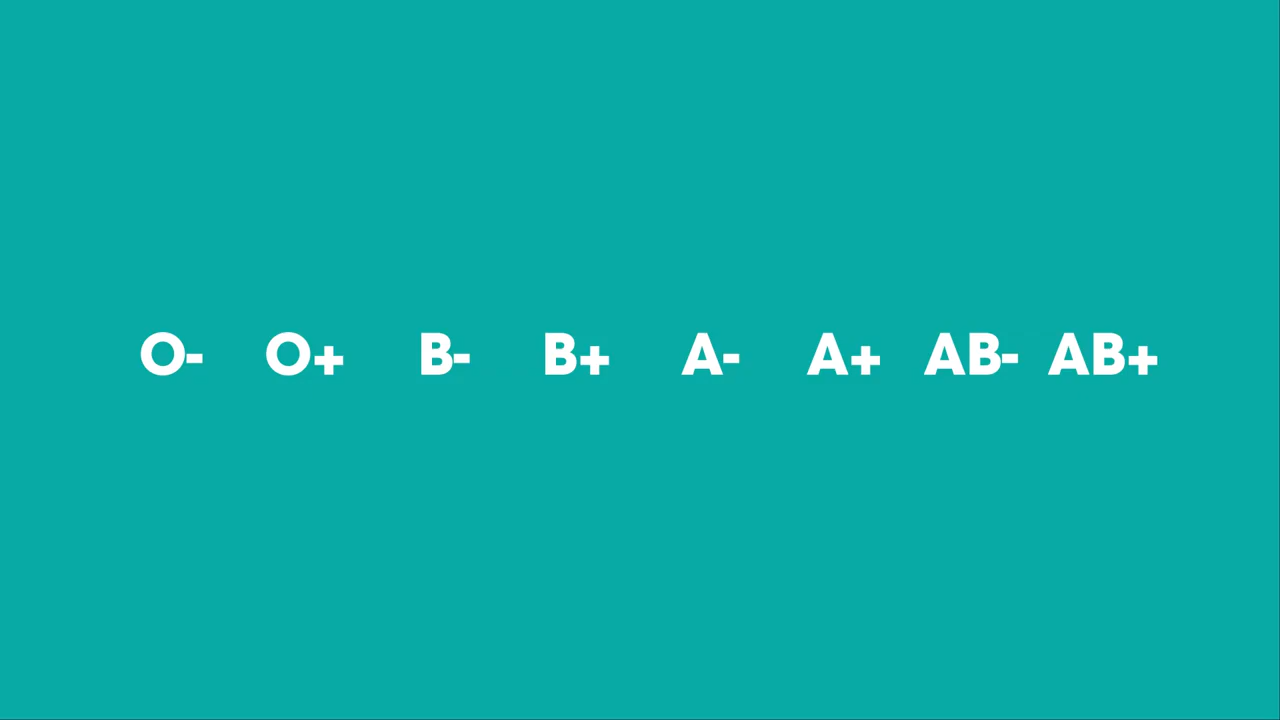 O- O+ B- B+ A- A+ AB- AB+